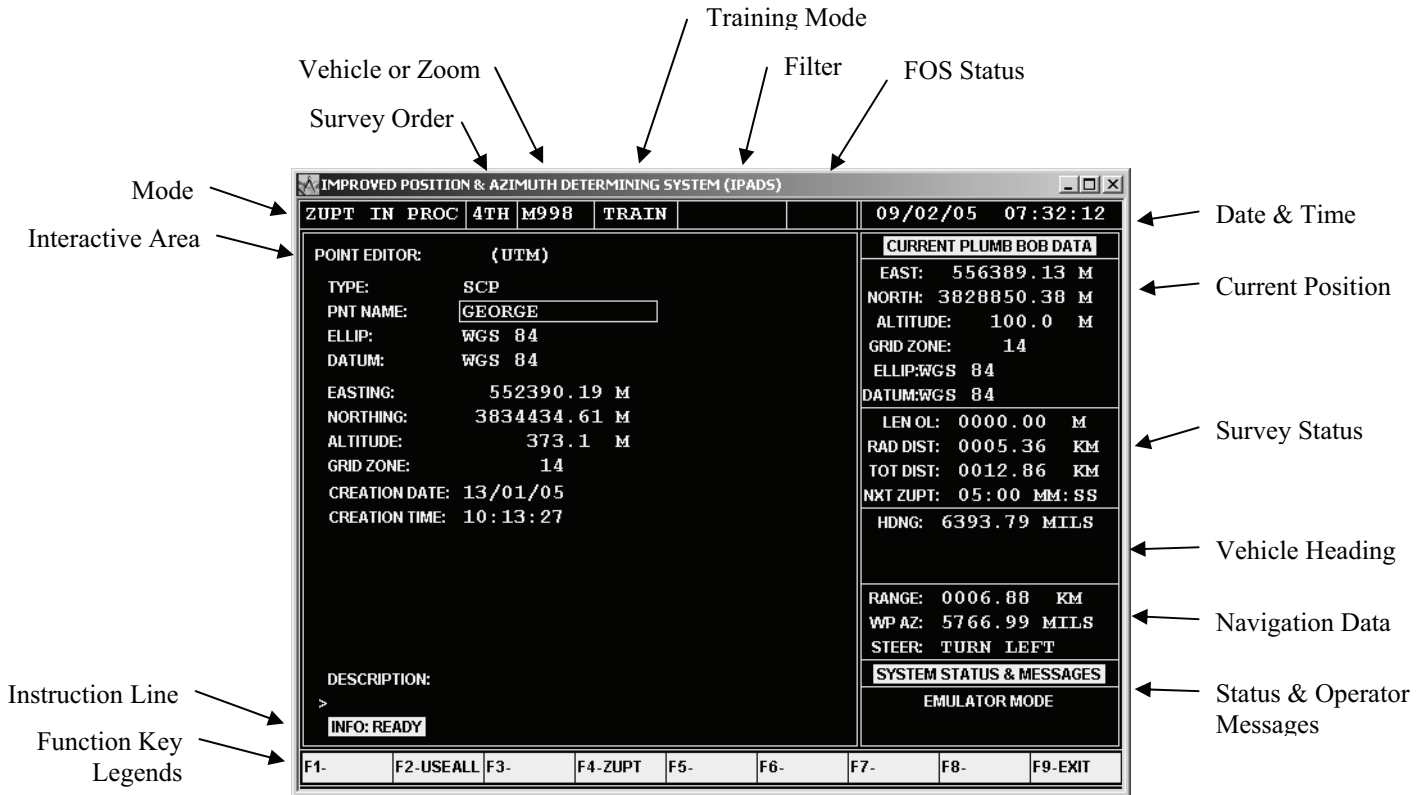 Training Mode
Vehicle or Zoom
Filter
FOS Status
Survey Order
Mode
Interactive Area
IMPROVED POSITION & AZIMUTH DETERMINING SYSTEM (IPADS)
ZUPT IN PROC 4TH M998 TRAIN 09/02/05 07:32:12
Date & Time
POINT EDITOR: (UTM)
TYPE: SCP
PNT NAME: GEORGE
ELLIP: WGS 84
DATUM: WGS 84
EASTING: 552390.19 M
NORTHING: 3834434.61 M
ALTITUDE: 373.1 M
GRID ZONE: 14
CREATION DATE: 13/01/05
CREATION TIME: 10:13:27
DESCRIPTION:
>
INFO: READY
CURRENT PLUMB BOB DATA
EAST: 556389.13 M
NORTH: 3828850.38 M
ALTITUDE: 100.0 M
GRID ZONE: 14
ELLIP:WGS 84
DATUM:WGS 84
LEN OL: 0000.00 M
RAD DIST: 0005.36 KM
TOT DIST: 0012.86 KM
NXT ZUPT: 05:00 MM:SS
HDNG: 6393.79 MILS
RANGE: 0006.88 KM
WP AZ: 5766.99 MILS
STEER: TURN LEFT
SYSTEM STATUS & MESSAGES
EMULATOR MODE
Current Position
Survey Status
Vehicle Heading
Navigation Data
Status & Operator
Messages
Instruction Line
Function Key
Legends
F1- F2-USEALL F3- F4-ZUPT F5- F6- F7- F8- F9-EXIT